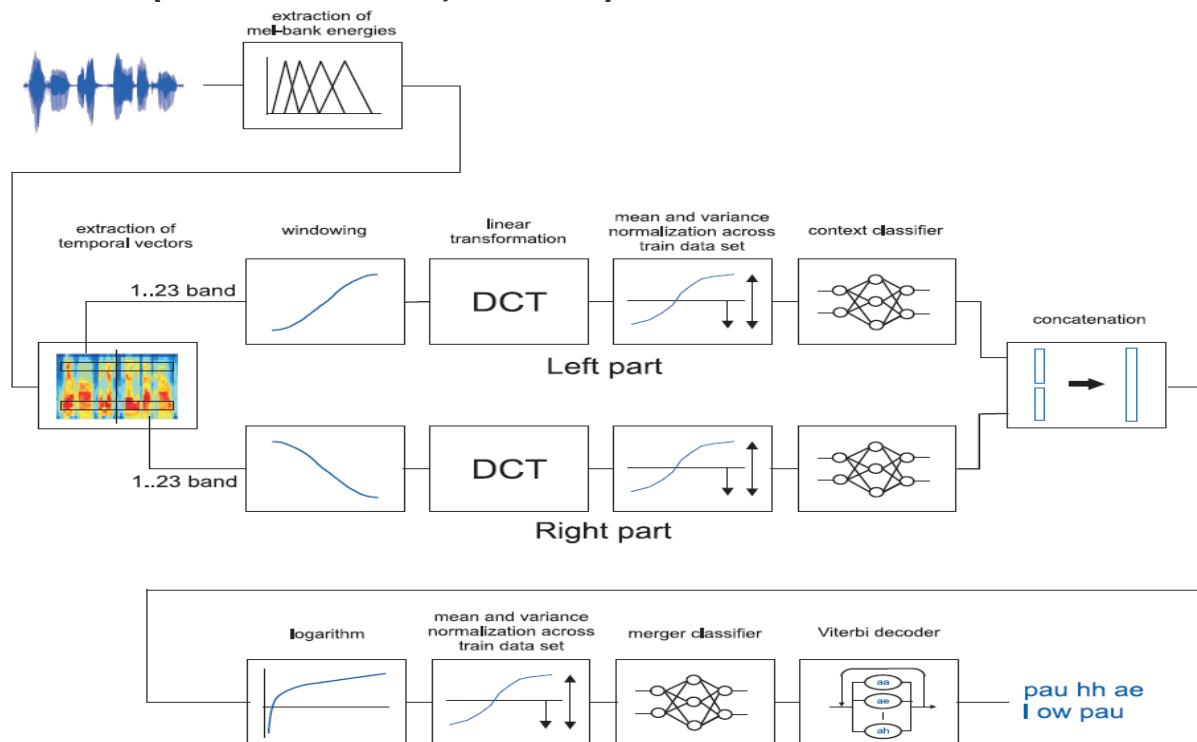 extraction of
mel-bank energies
extraction of
temporal vectors
windowing
linear
transformation
mean and variance
normalization across
train data set
context classifier
1..23 band
DCT
Left part
concatenation
1..23 band
DCT
Right part
logarithm
mean and variance
normalization across
train data set
merger classifier
Viterbi decoder
aa
ae
ah
pau hh ae
l ow pau